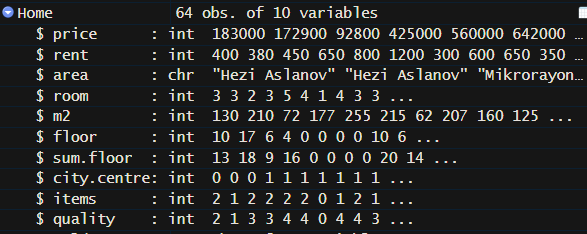 Home 64 obs. of 10 variables
$ price : int 183000 172900 92800 425000 560000 642000 …
$ rent : int 400 380 450 650 800 1200 300 600 650 350 …
$ area : chr "Hezi Aslanov" "Hezi Aslanov" "Mikrorayon…
$ room : int 3 3 2 3 5 4 1 4 3 3 ...
$ m2 : int 130 210 72 177 255 215 62 207 160 125 ...
$ floor : int 10 17 6 4 0 0 0 0 10 6 ...
$ sum.floor : int 13 18 9 16 0 0 0 0 20 14 ...
$ city.centre: int 0 0 0 1 1 1 1 1 1 1 ...
$ items : int 2 1 2 2 2 2 0 1 2 1 ...
$ quality : int 2 1 3 3 4 4 0 4 4 3 ...